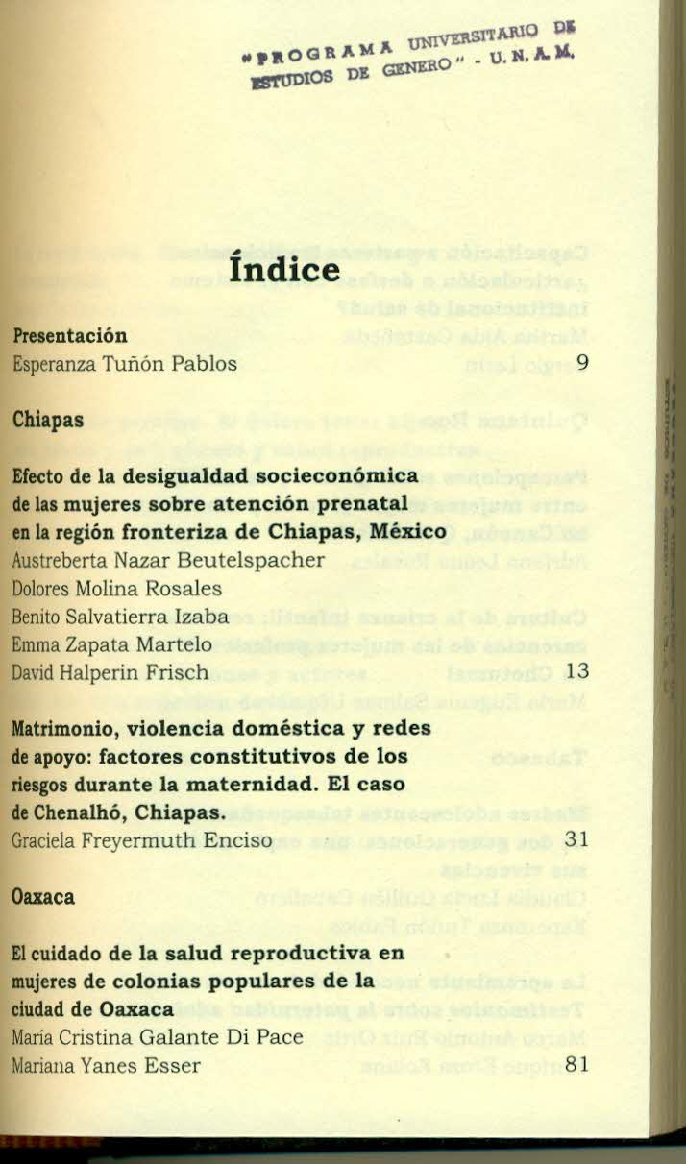 "PROGRAMA UNIVERSITARIO DE
ESTUDIOS DE GENERO" - U.N.A.M.
Índice
Presentación
Esperanza Tuñón Pablos 9
Chiapas
Efecto de la desigualdad socieconómica
de las mujeres sobre atención prenatal
en la región fronteriza de Chiapas, México
Austreberta Nazar Beutelspacher
Dolores Molina Rosales
Benito Salvatierra Izaba
Emma Zapata Martelo
David Halperin Frisch 13
Matrimonio, violencia doméstica y redes
de apoyo: factores constitutivos de los
riesgos durante la maternidad. El caso
de Chenalhó, Chiapas.
Graciela Freyermuth Enciso 31
Oaxaca
El cuidado de la salud reproductiva en
mujeres de colonias populares de la
ciudad de Oaxaca
María Cristina Galante Di Pace
Mariana Yanes Esser 81